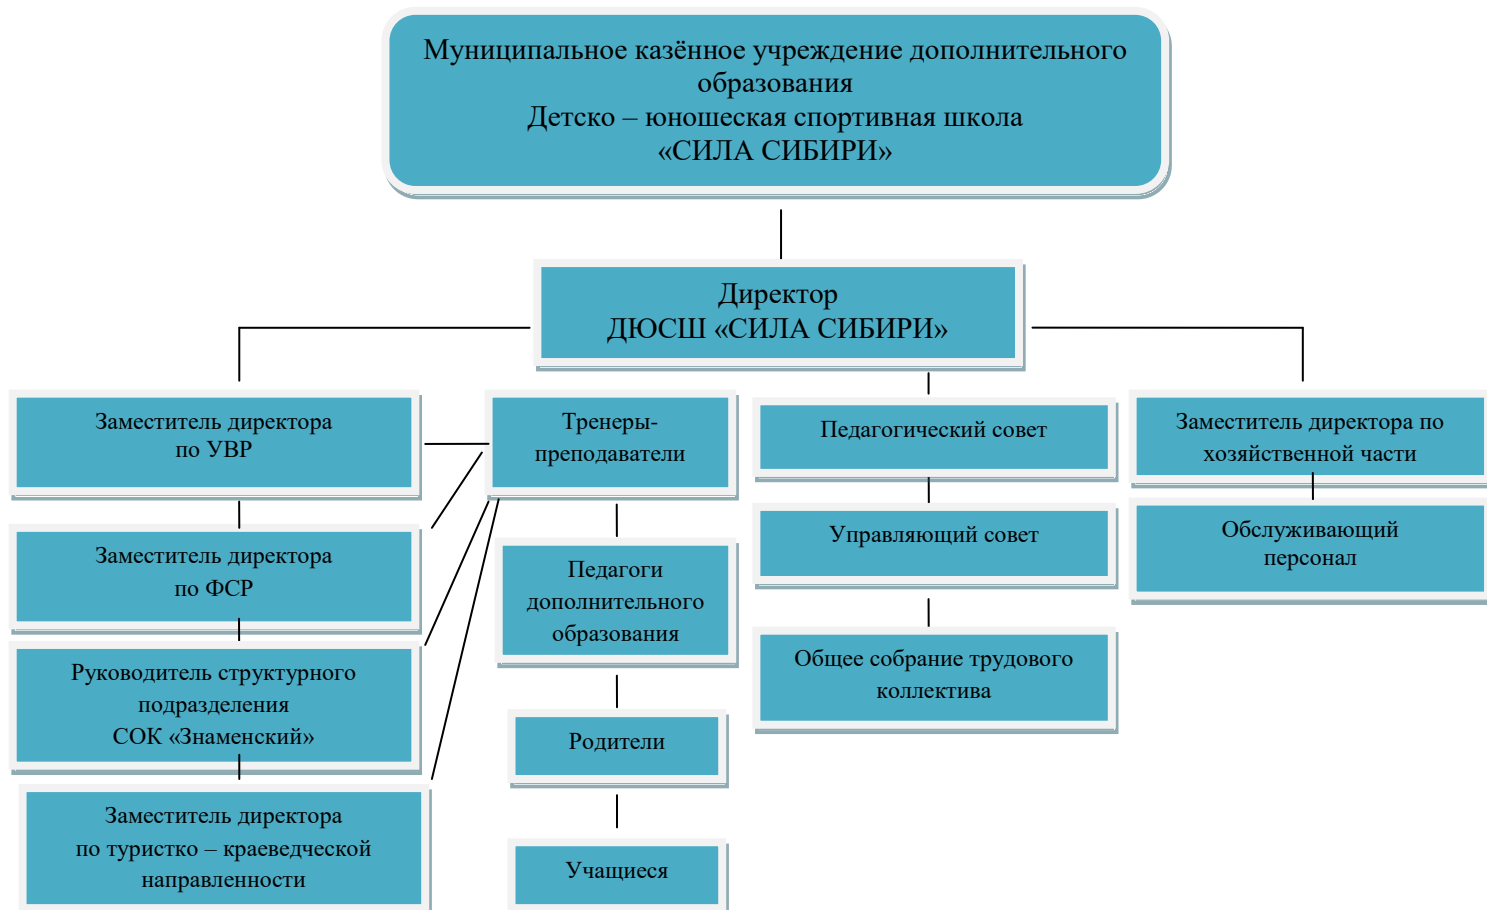 Муниципальное казённое учреждение дополнительного
образования
Детско – юношеская спортивная школа
«СИЛА СИБИРИ»
Директор
ДЮСШ «СИЛА СИБИРИ»
Заместитель директора
по УВР
Заместитель директора
по ФСР
Руководитель структурного
подразделения
СОК «Знаменский»
Заместитель директора
по туристко – краеведческой
направленности
Тренеры-
преподаватели
Педагоги
дополнительного
образования
Родители
Учащиеся
Педагогический совет
Управляющий совет
Общее собрание трудового
коллектива
Заместитель директора по
хозяйственной части
Обслуживающий
персонал